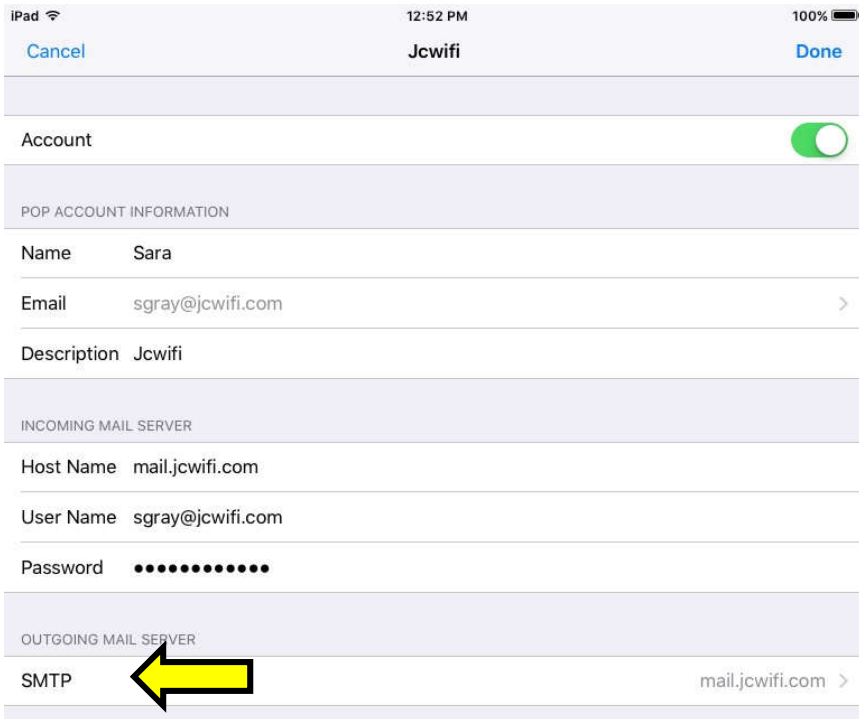 iPad 12:52 PM 100%
Cancel Jcwifi Done
Account
POP ACCOUNT INFORMATION
Name Sara
Email sgray@jcwifi.com
Description Jcwifi
INCOMING MAIL SERVER
Host Name mail.jcwifi.com
User Name sgray@jcwifi.com
Password ••••••••••••
OUTGOING MAIL SERVER
SMTP mail.jcwifi.com